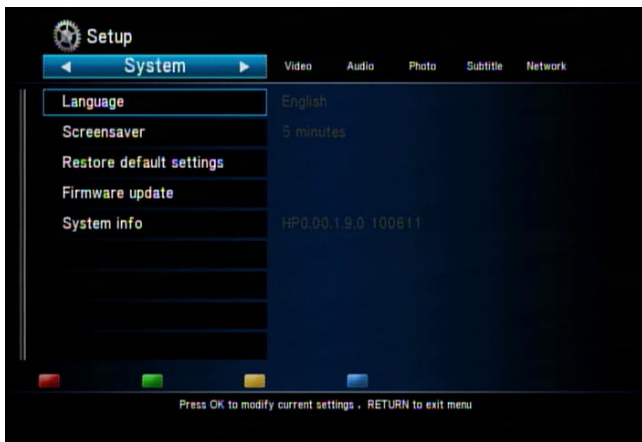 Setup
System Video Audio Photo Subtitle Network
Language English
Screensaver 5 minutes
Restore default settings
Firmware update
System info HP0.00.1.9.0 100611
Press OK to modify current settings , RETURN to exit menu